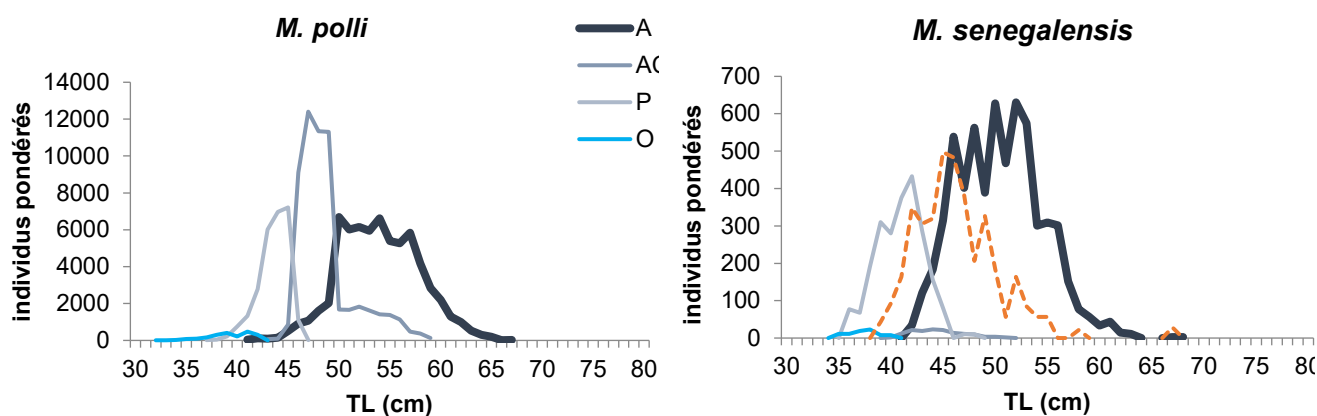 M. polli
A
AC
P
O
individus pondérés
14000
12000
10000
8000
6000
4000
2000
0
30 35 40 45 50 55 60 65 70 75 80
TL (cm)
M. senegalensis
individus pondérés
700
600
500
400
300
200
100
0
30 35 40 45 50 55 60 65 70 75 80
TL (cm)